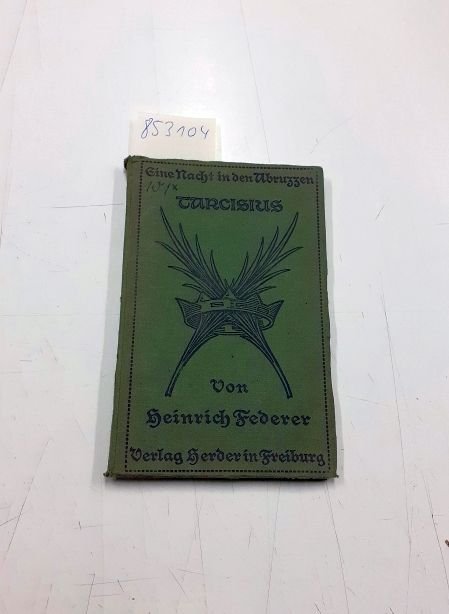 853104
Eine Nacht in den Abruzzen
TARCISIUS
Von
Heinrich Federer
Verlag Herder in Freiburg